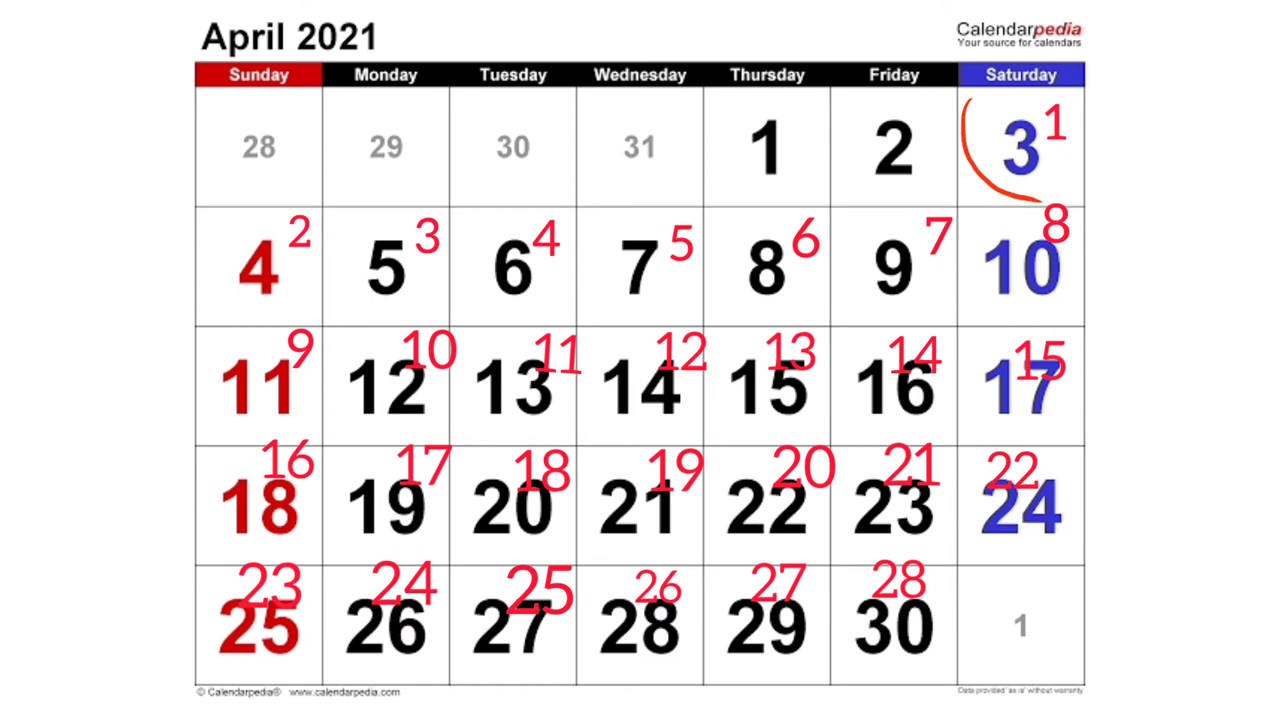 April 2021
Calendarpedia
Your source for calendars
Sunday Monday Tuesday Wednesday Thursday Friday Saturday
28 29 30 31 1 2 3 1
4 2 5 3 6 4 7 5 8 6 9 7 10 8
11 9 12 10 13 11 14 12 15 13 16 14 17 15
18 16 19 17 20 18 21 19 22 20 23 21 24 22
25 23 26 24 27 25 28 26 29 27 30 28 1
© Calendarpedia® www.calendarpedia.com
Data provided 'as is' without warranty